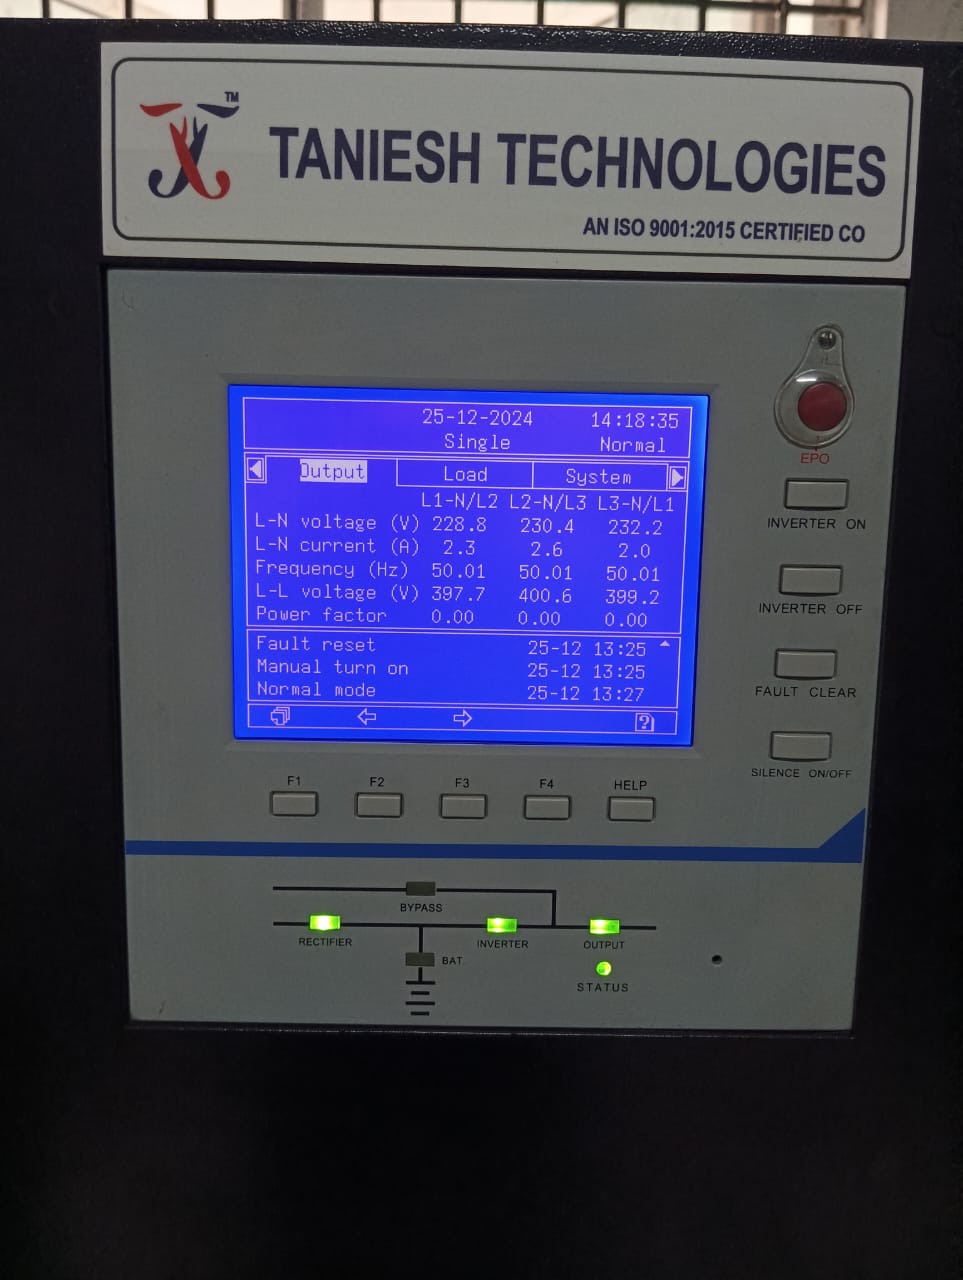 TM
TANIESH TECHNOLOGIES
AN ISO 9001:2015 CERTIFIED CO
25-12-2024 14:18:35
Single Normal
Output Load System
L1-N/L2 L2-N/L3 L3-N/L1
L-N voltage (V) 228.8 230.4 232.2
L-N current (A) 2.3 2.6 2.0
Frequency (Hz) 50.01 50.01 50.01
L-L voltage (V) 397.7 400.6 399.2
Power factor 0.00 0.00 0.00
Fault reset 25-12 13:25
Manual turn on 25-12 13:25
Normal mode 25-12 13:27
?
EPO
INVERTER ON
INVERTER OFF
FAULT CLEAR
SILENCE ON/OFF
F1 F2 F3 F4 HELP
BYPASS
RECTIFIER INVERTER OUTPUT
BAT
STATUS